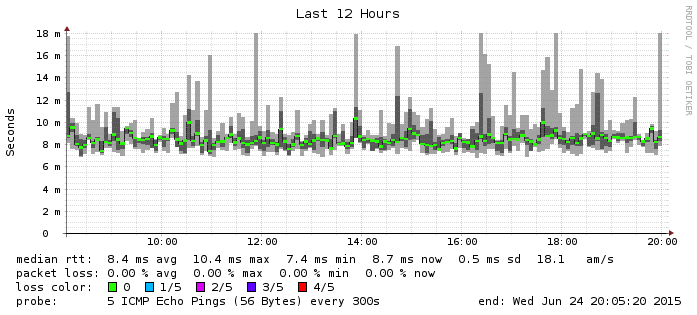 Last 12 Hours
RRDTOOL / TOBI OETIKER
Seconds
18 m
16 m
14 m
12 m
10 m
8 m
6 m
4 m
2 m
0
10:00 12:00 14:00 16:00 18:00 20:00
median rtt: 8.4 ms avg 10.4 ms max 7.4 ms min 8.7 ms now 0.5 ms sd 18.1 am/s
packet loss: 0.00 % avg 0.00 % max 0.00 % min 0.00 % now
loss color: 0 1/5 2/5 3/5 4/5
probe: 5 ICMP Echo Pings (56 Bytes) every 300s end: Wed Jun 24 20:05:20 2015